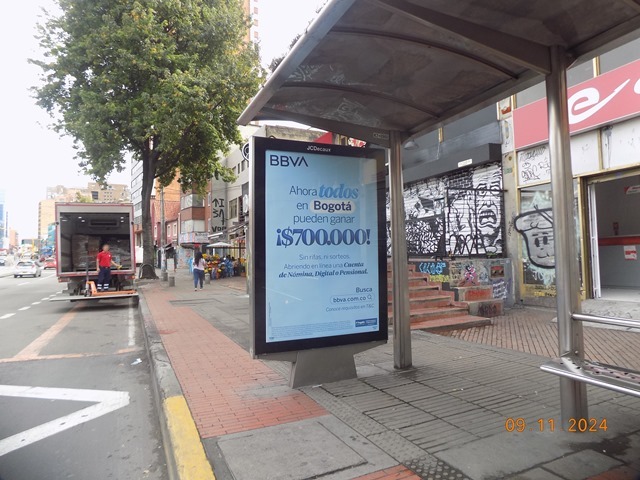 JCDecaux
BBVA
Ahora todos
en Bogotá
pueden ganar
¡$700.000!
Sin rifas, ni sorteos.
Abriendo en línea una Cuenta
de Nómina, Digital o Pensional.
Busca
bbva.com.co
09 11 2024